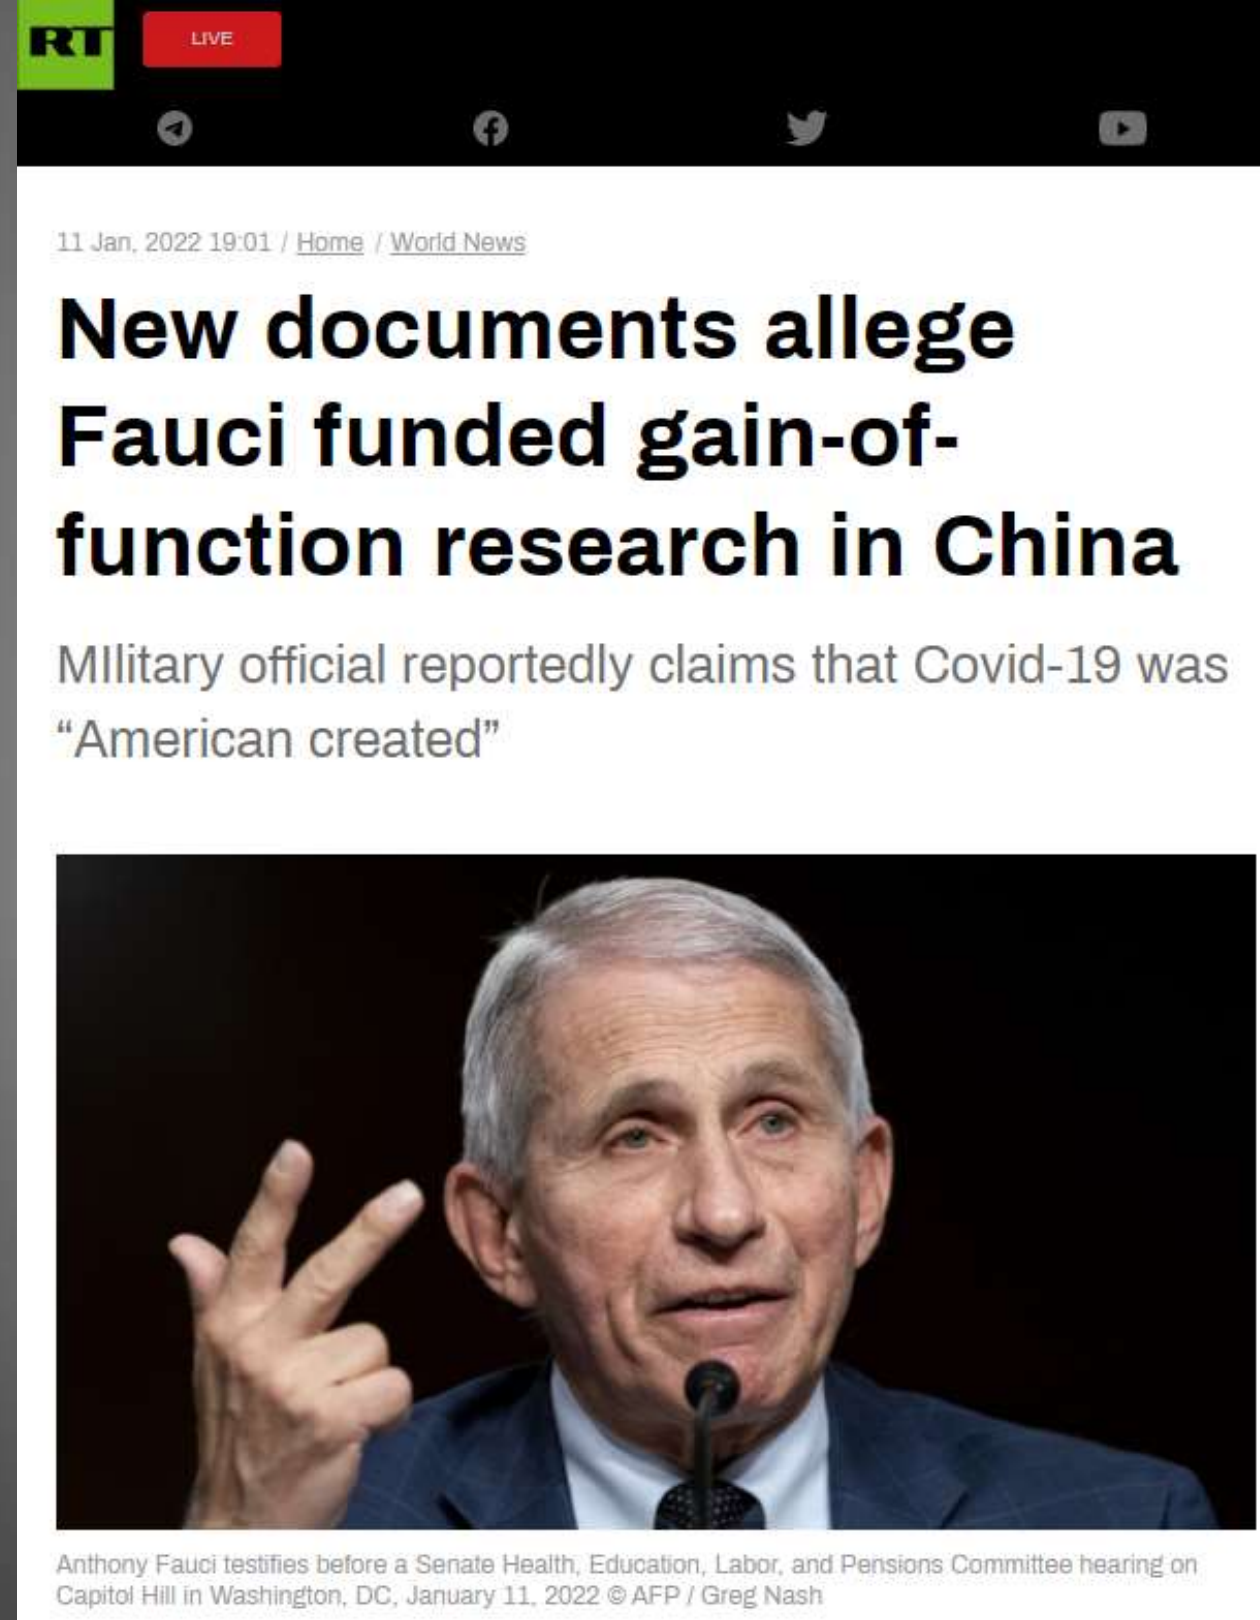 RT
LIVE
11 Jan, 2022 19:01 / Home / World News
New documents allege
Fauci funded gain-of-
function research in China
MIlitary official reportedly claims that Covid-19 was
“American created”
Anthony Fauci testifies before a Senate Health, Education, Labor, and Pensions Committee hearing on
Capitol Hill in Washington, DC, January 11, 2022 © AFP / Greg Nash